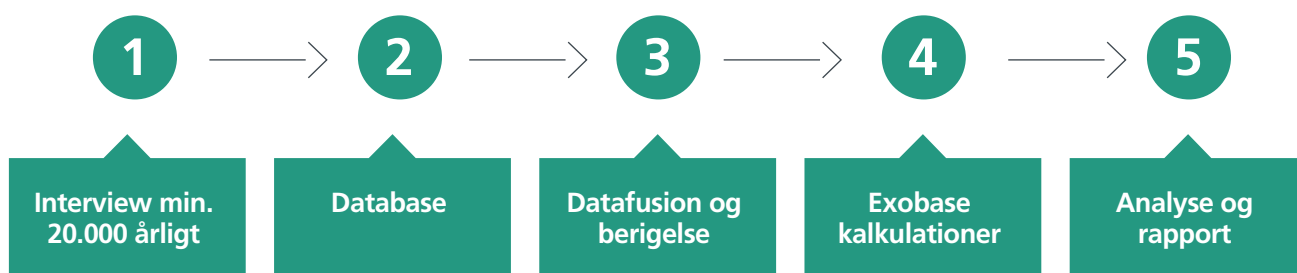 1
2
3
4
5
Interview min.
20.000 årligt
Database
Datafusion og
berigelse
Exobase
kalkulationer
Analyse og
rapport